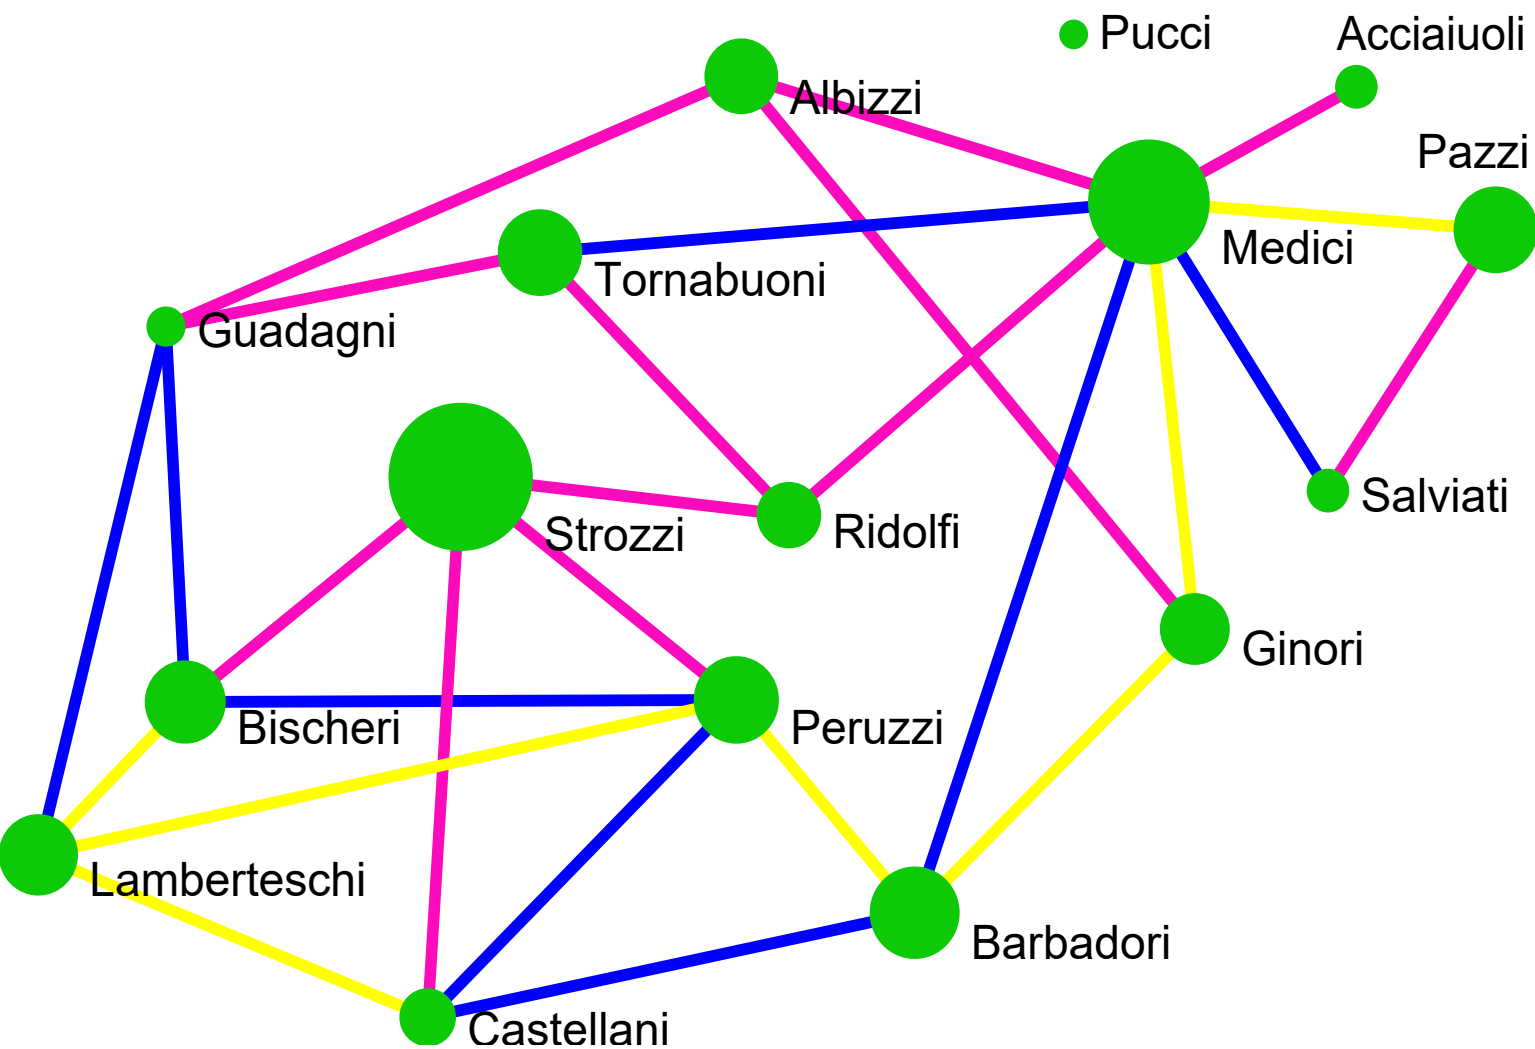 Pucci
Acciaiuoli
Albizzi
Pazzi
Medici
Tornabuoni
Guadagni
Salviati
Strozzi
Ridolfi
Ginori
Bischeri
Peruzzi
Lamberteschi
Barbadori
Castellani